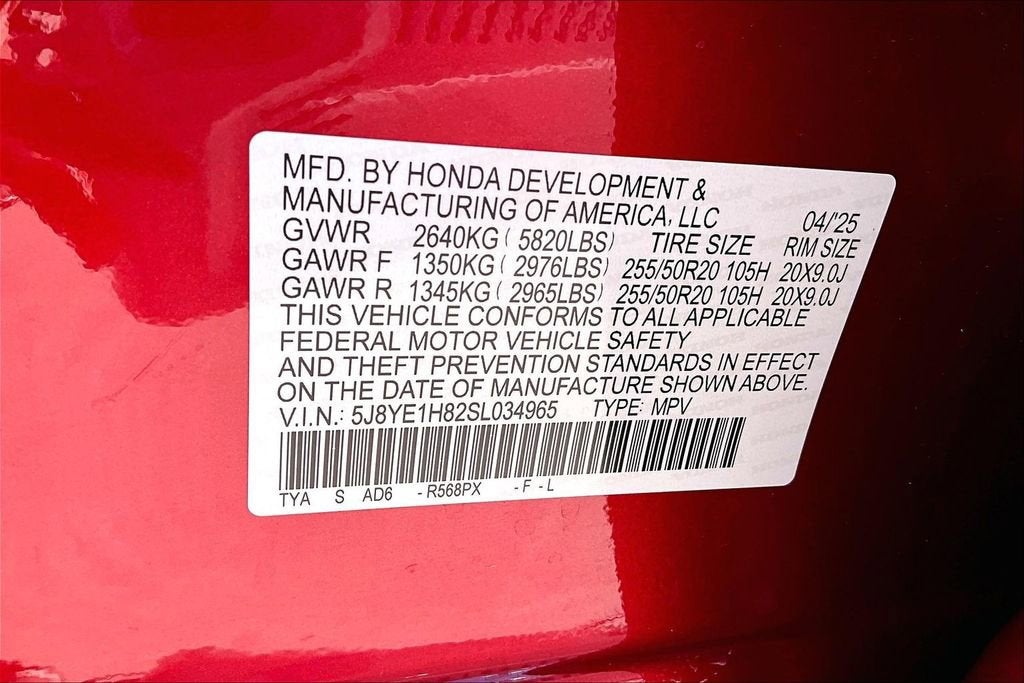 MFD. BY HONDA DEVELOPMENT &
MANUFACTURING OF AMERICA, LLC 04/'25
GVWR 2640KG ( 5820LBS) TIRE SIZE RIM SIZE
GAWR F 1350KG ( 2976LBS) 255/50R20 105H 20X9.0J
GAWR R 1345KG ( 2965LBS) 255/50R20 105H 20X9.0J
THIS VEHICLE CONFORMS TO ALL APPLICABLE
FEDERAL MOTOR VEHICLE SAFETY
AND THEFT PREVENTION STANDARDS IN EFFECT
ON THE DATE OF MANUFACTURE SHOWN ABOVE.
V.I.N.: 5J8YE1H82SL034965 TYPE: MPV
TYA S AD6 -R568PX -F -L